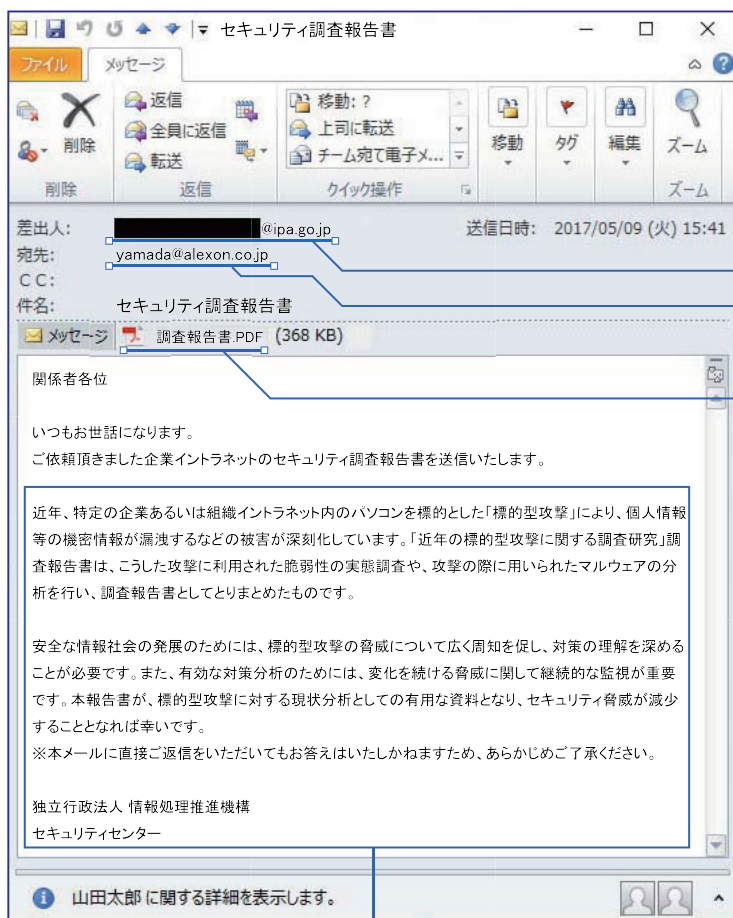 セキュリティ調査報告書
ファイル メッセージ
削除
返信
全員に返信
転送
移動: ?
上司に転送
チーム宛て電子メ...
移動
タグ
編集
ズーム
削除 返信 クイック操作 ズーム
差出人: @ipa.go.jp 送信日時: 2017/05/09 (火) 15:41
宛先: yamada@alexon.co.jp
CC:
件名: セキュリティ調査報告書
メッセージ 調査報告書.PDF (368 KB)
関係者各位
いつもお世話になります。
ご依頼頂きました企業イントラネットのセキュリティ調査報告書を送信いたします。
近年、特定の企業あるいは組織イントラネット内のパソコンを標的とした「標的型攻撃」により、個人情報
等の機密情報が漏洩するなどの被害が深刻化しています。「近年の標的型攻撃に関する調査研究」調
査報告書は、こうした攻撃に利用された脆弱性の実態調査や、攻撃の際に用いられたマルウェアの分
析を行い、調査報告書としてとりまとめたものです。
安全な情報社会の発展のためには、標的型攻撃の脅威について広く周知を促し、対策の理解を深める
ことが必要です。また、有効な対策分析のためには、変化を続ける脅威に関して継続的な監視が重要
です。本報告書が、標的型攻撃に対する現状分析としての有用な資料となり、セキュリティ脅威が減少
することとなれば幸いです。
※本メールに直接ご返信をいただいてもお答えはいたしかねますため、あらかじめご了承ください。
独立行政法人 情報処理推進機構
セキュリティセンター
山田太郎 に関する詳細を表示します。